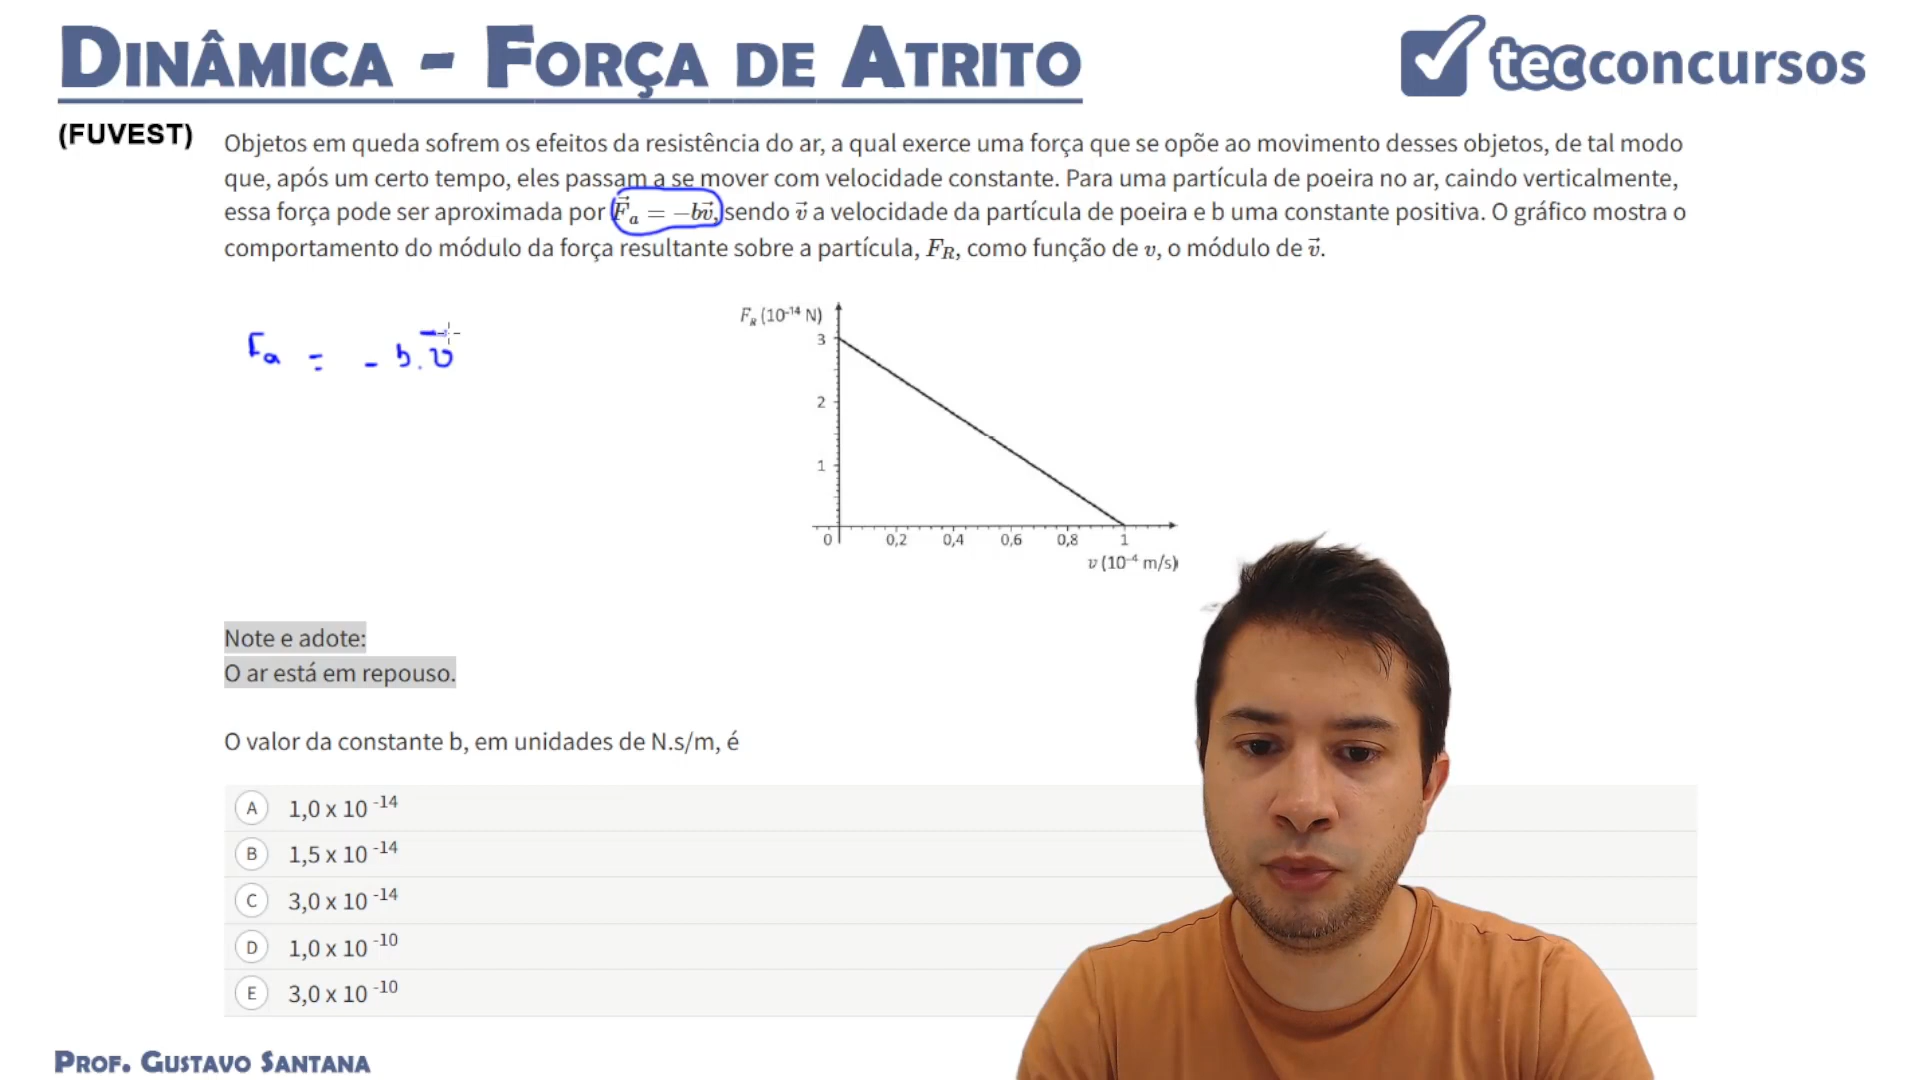 DINÂMICA - FORÇA DE ATRITO
tecconcursos
(FUVEST)
Objetos em queda sofrem os efeitos da resistência do ar, a qual exerce uma força que se opõe ao movimento desses objetos, de tal modo
que, após um certo tempo, eles passam a se mover com velocidade constante. Para uma partícula de poeira no ar, caindo verticalmente,
essa força pode ser aproximada por F⃗ₐ = −bv⃗, sendo v⃗ a velocidade da partícula de poeira e b uma constante positiva. O gráfico mostra o
comportamento do módulo da força resultante sobre a partícula, F_R, como função de v, o módulo de v⃗.
F_R (10⁻¹⁴ N)
3
2
1
0 0,2 0,4 0,6 0,8 1
v (10⁻⁴ m/s)
Fₐ = - b.v⃗
Note e adote:
O ar está em repouso.
O valor da constante b, em unidades de N.s/m, é
A 1,0 x 10 ⁻¹⁴
B 1,5 x 10 ⁻¹⁴
C 3,0 x 10 ⁻¹⁴
D 1,0 x 10 ⁻¹⁰
E 3,0 x 10 ⁻¹⁰
PROF. GUSTAVO SANTANA